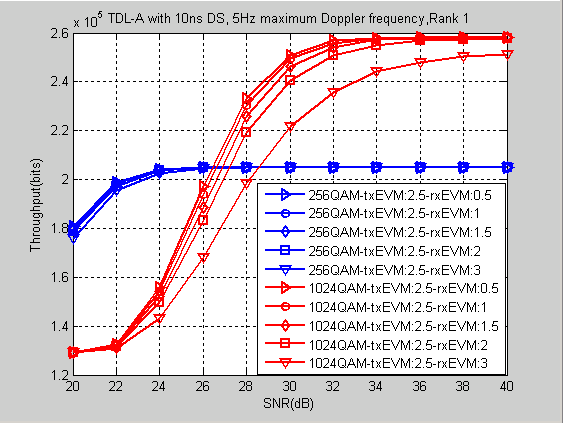 x 10^5
TDL-A with 10ns DS, 5Hz maximum Doppler frequency,Rank 1
2.6
2.4
2.2
2
1.8
1.6
1.4
1.2
Throughput(bits)
256QAM-txEVM:2.5-rxEVM:0.5
256QAM-txEVM:2.5-rxEVM:1
256QAM-txEVM:2.5-rxEVM:1.5
256QAM-txEVM:2.5-rxEVM:2
256QAM-txEVM:2.5-rxEVM:3
1024QAM-txEVM:2.5-rxEVM:0.5
1024QAM-txEVM:2.5-rxEVM:1
1024QAM-txEVM:2.5-rxEVM:1.5
1024QAM-txEVM:2.5-rxEVM:2
1024QAM-txEVM:2.5-rxEVM:3
20 22 24 26 28 30 32 34 36 38 40
SNR(dB)